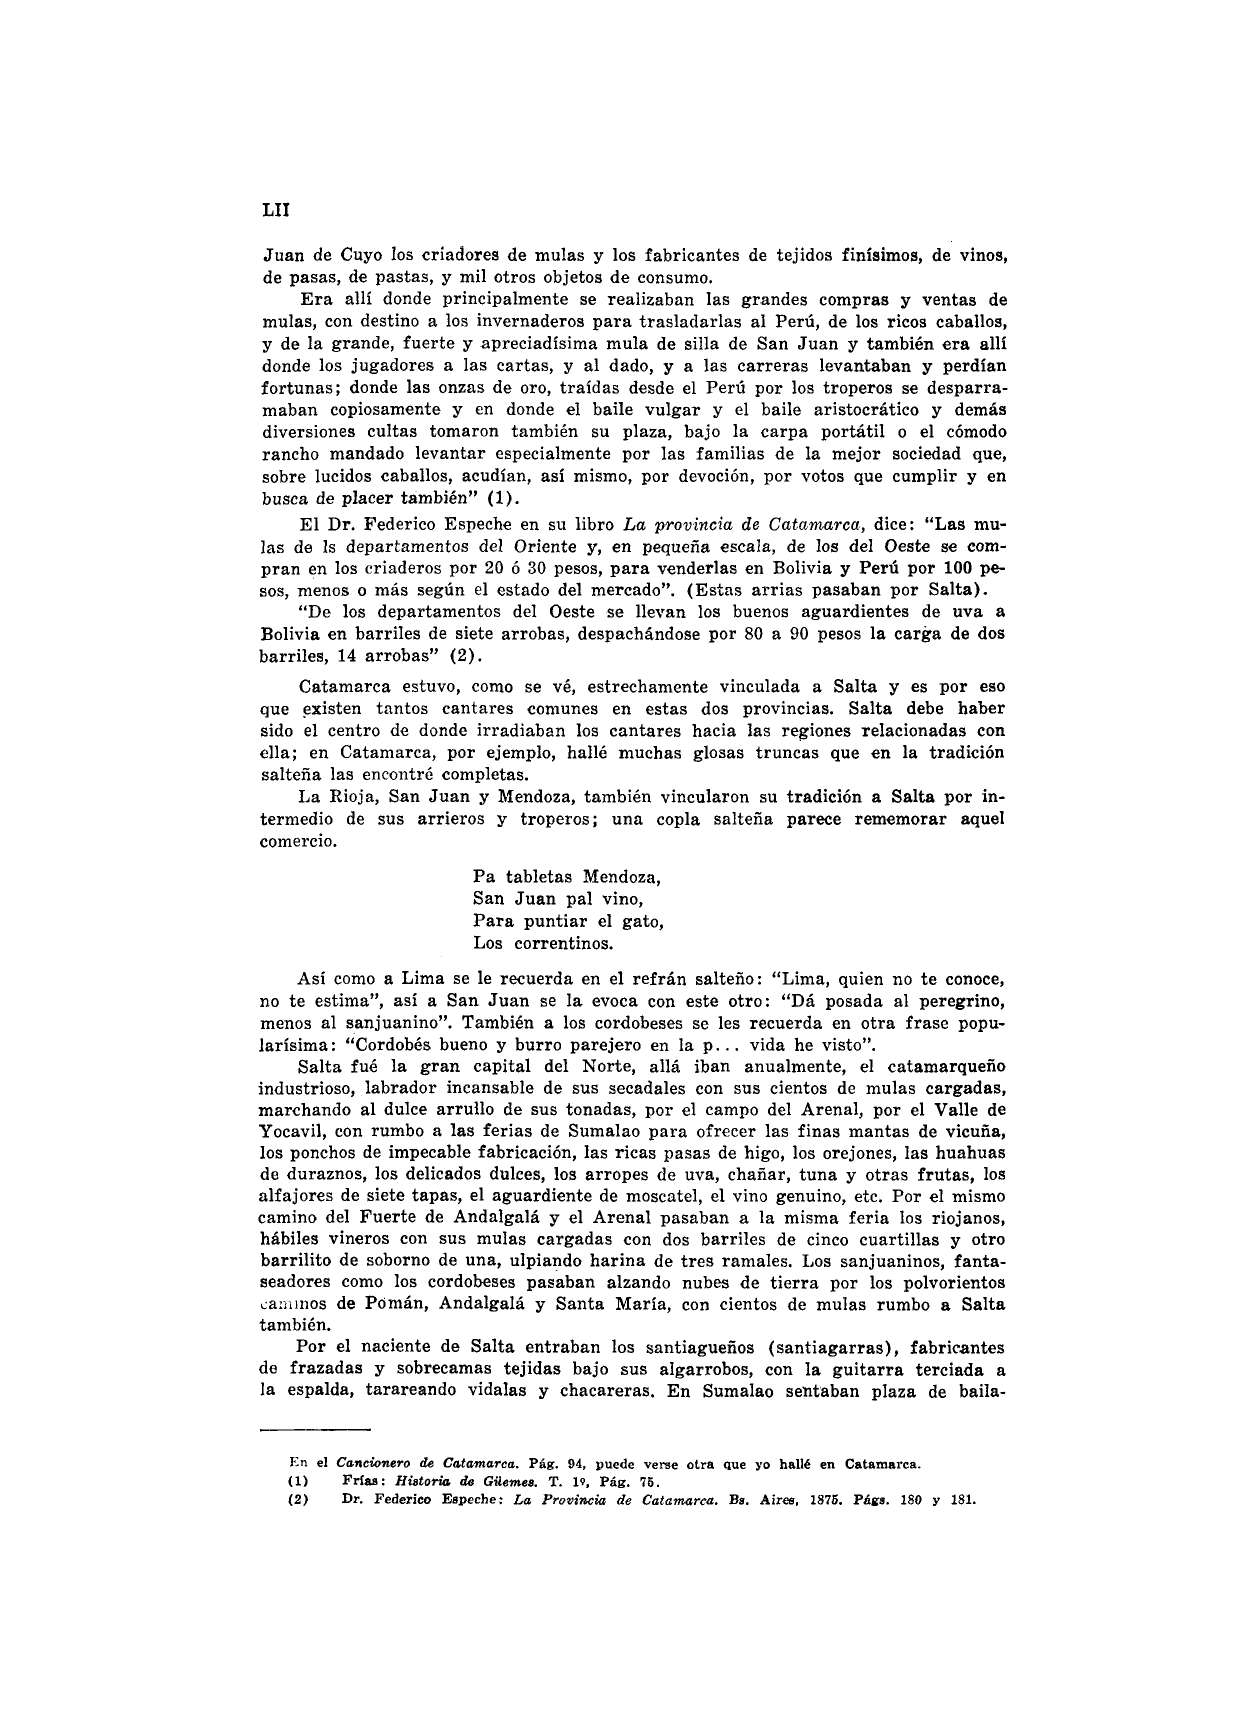 LII
Juan de Cuyo los criadores de mulas y los fabricantes de tejidos finísimos, de vinos,
de pasas, de pastas, y mil otros objetos de consumo.
Era allí donde principalmente se realizaban las grandes compras y ventas de
mulas, con destino a los invernaderos para trasladarlas al Perú, de los ricos caballos,
y de la grande, fuerte y apreciadísima mula de silla de San Juan y también era allí
donde los jugadores a las cartas, y al dado, y a las carreras levantaban y perdían
fortunas; donde las onzas de oro, traídas desde el Perú por los troperos se desparra-
maban copiosamente y en donde el baile vulgar y el baile aristocrático y demás
diversiones cultas tomaron también su plaza, bajo la carpa portátil o el cómodo
rancho mandado levantar especialmente por las familias de la mejor sociedad que,
sobre lucidos caballos, acudían, así mismo, por devoción, por votos que cumplir y en
busca de placer también" (1).
El Dr. Federico Espeche en su libro La provincia de Catamarca, dice: "Las mu-
las de ls departamentos del Oriente y, en pequeña escala, de los del Oeste se com-
pran en los criaderos por 20 ó 30 pesos, para venderlas en Bolivia y Perú por 100 pe-
sos, menos o más según el estado del mercado". (Estas arrias pasaban por Salta).
"De los departamentos del Oeste se llevan los buenos aguardientes de uva a
Bolivia en barriles de siete arrobas, despachándose por 80 a 90 pesos la carga de dos
barriles, 14 arrobas" (2).
Catamarca estuvo, como se vé, estrechamente vinculada a Salta y es por eso
que existen tantos cantares comunes en estas dos provincias. Salta debe haber
sido el centro de donde irradiaban los cantares hacia las regiones relacionadas con
ella; en Catamarca, por ejemplo, hallé muchas glosas truncas que en la tradición
salteña las encontré completas.
La Rioja, San Juan y Mendoza, también vincularon su tradición a Salta por in-
termedio de sus arrieros y troperos; una copla salteña parece rememorar aquel
comercio.
Pa tabletas Mendoza,
San Juan pal vino,
Para puntiar el gato,
Los correntinos.
Así como a Lima se le recuerda en el refrán salteño: "Lima, quien no te conoce,
no te estima", así a San Juan se la evoca con este otro: "Dá posada al peregrino,
menos al sanjuanino". También a los cordobeses se les recuerda en otra frase popu-
larísima: "Cordobés bueno y burro parejero en la p... vida he visto".
Salta fué la gran capital del Norte, allá iban anualmente, el catamarqueño
industrioso, labrador incansable de sus secadales con sus cientos de mulas cargadas,
marchando al dulce arrullo de sus tonadas, por el campo del Arenal, por el Valle de
Yocavil, con rumbo a las ferias de Sumalao para ofrecer las finas mantas de vicuña,
los ponchos de impecable fabricación, las ricas pasas de higo, los orejones, las huahuas
de duraznos, los delicados dulces, los arropes de uva, chañar, tuna y otras frutas, los
alfajores de siete tapas, el aguardiente de moscatel, el vino genuino, etc. Por el mismo
camino del Fuerte de Andalgalá y el Arenal pasaban a la misma feria los riojanos,
hábiles vineros con sus mulas cargadas con dos barriles de cinco cuartillas y otro
barrilito de soborno de una, ulpiando harina de tres ramales. Los sanjuaninos, fanta-
seadores como los cordobeses pasaban alzando nubes de tierra por los polvorientos
caminos de Pomán, Andalgalá y Santa María, con cientos de mulas rumbo a Salta
también.
Por el naciente de Salta entraban los santiagueños (santiagarras), fabricantes
de frazadas y sobrecamas tejidas bajo sus algarrobos, con la guitarra terciada a
la espalda, tarareando vidalas y chacareras. En Sumalao sentaban plaza de baila-
En el Cancionero de Catamarca. Pág. 94, puede verse otra que yo hallé en Catamarca.
(1) Frías: Historia de Güemes. T. 1º, Pág. 75.
(2) Dr. Federico Espeche: La Provincia de Catamarca. Bs. Aires, 1875. Págs. 180 y 181.